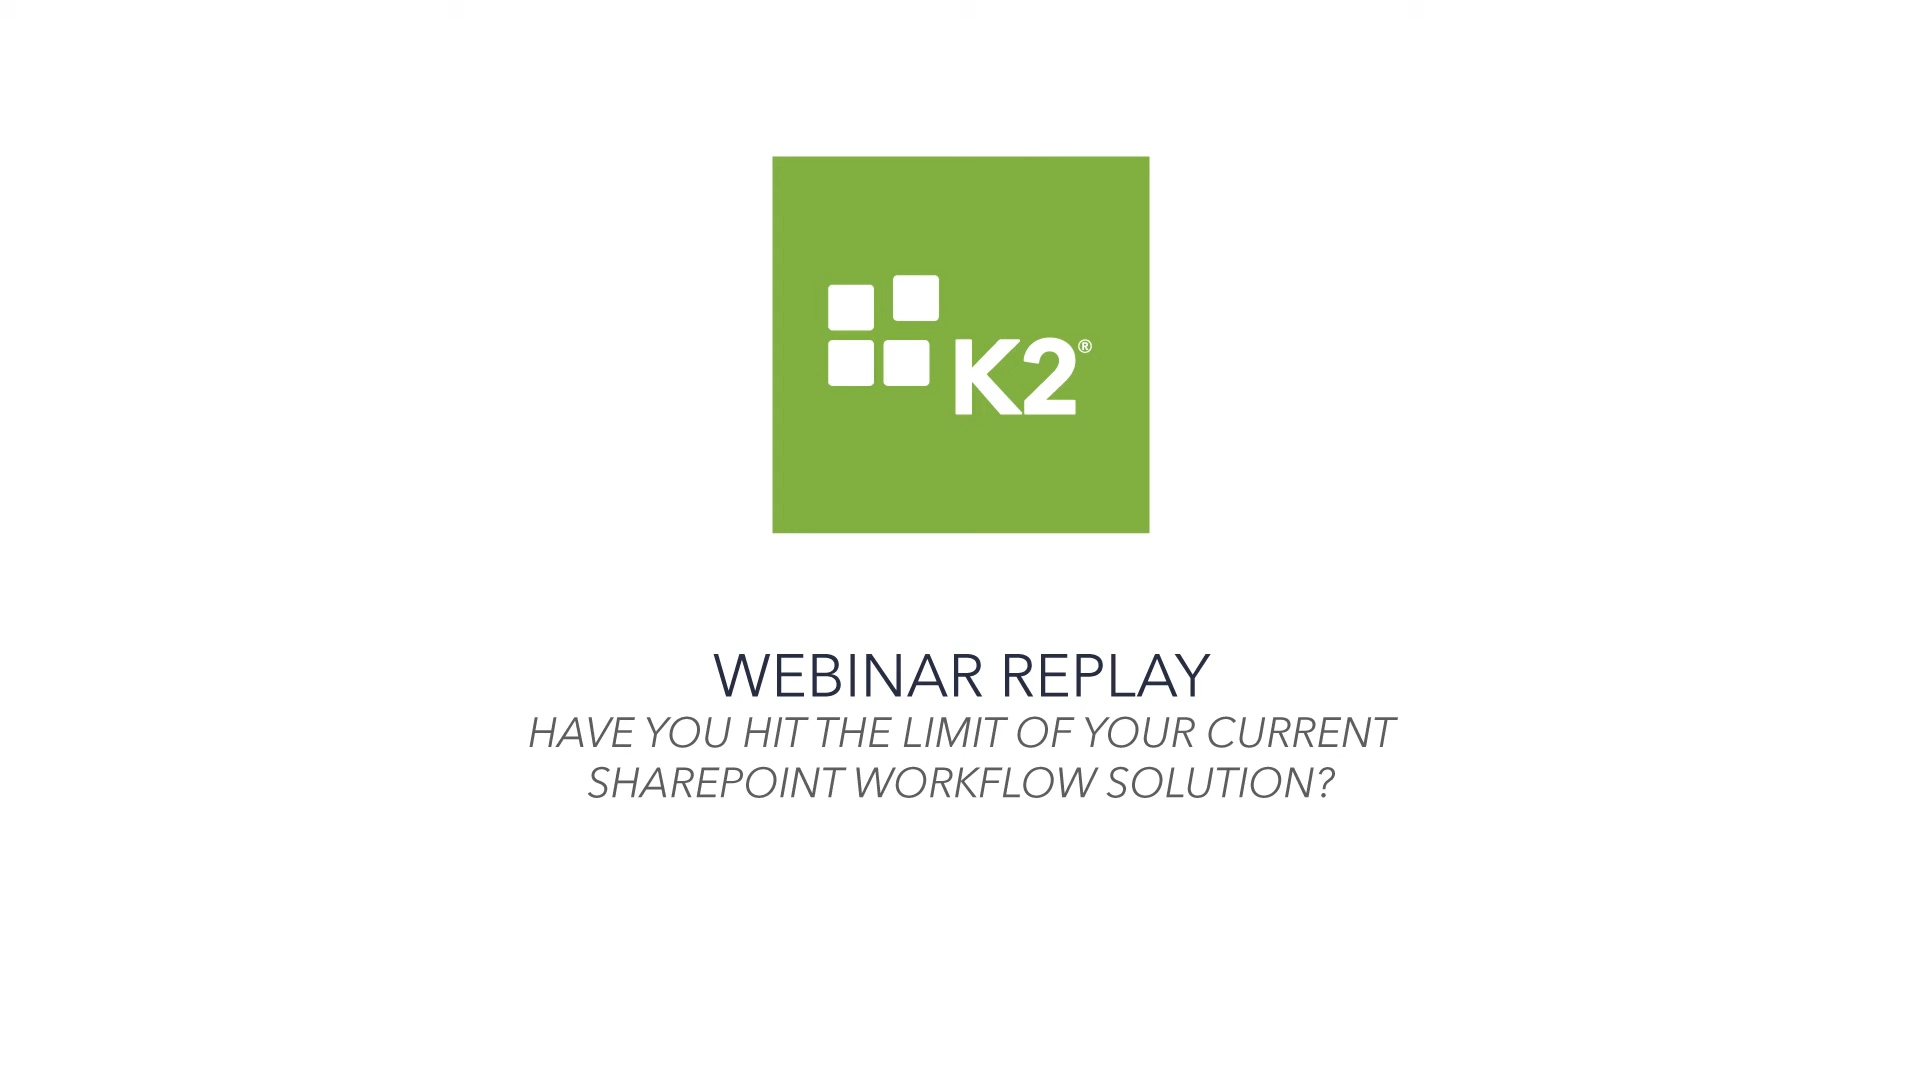 K2®
WEBINAR REPLAY
HAVE YOU HIT THE LIMIT OF YOUR CURRENT
SHAREPOINT WORKFLOW SOLUTION?